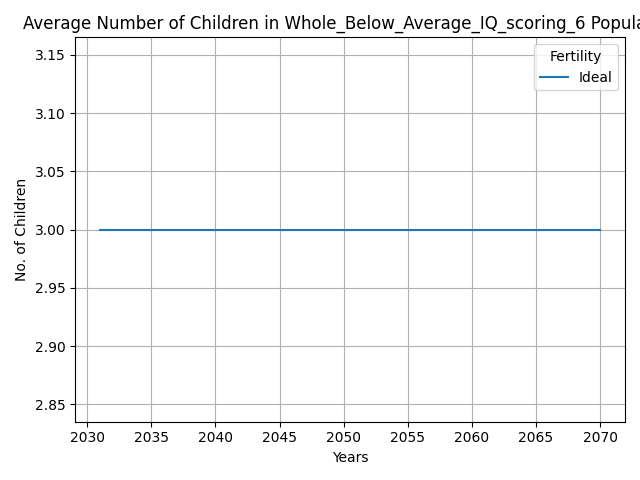 Average Number of Children in Whole_Below_Average_IQ_scoring_6 Popula
Fertility
Ideal
3.15
3.10
3.05
3.00
2.95
2.90
2.85
No. of Children
2030 2035 2040 2045 2050 2055 2060 2065 2070
Years